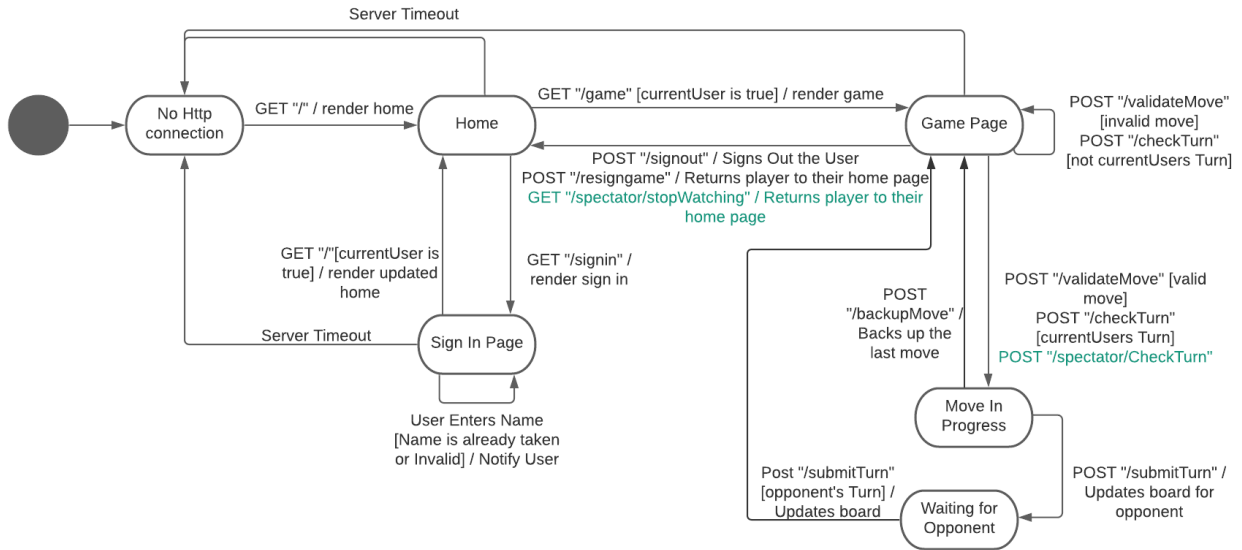 Server Timeout
No Http
connection
GET "/" / render home
Home
GET "/game" [currentUser is true] / render game
Game Page
POST "/validateMove"
[invalid move]
POST "/checkTurn"
[not currentUsers Turn]
POST "/signout" / Signs Out the User
POST "/resigngame" / Returns player to their home page
GET "/spectator/stopWatching" / Returns player to their
home page
GET "/"[currentUser is
true] / render updated
home
GET "/signin" /
render sign in
Server Timeout
Sign In Page
User Enters Name
[Name is already taken
or Invalid] / Notify User
POST
"/backupMove" /
Backs up the
last move
POST "/validateMove" [valid
move]
POST "/checkTurn"
[currentUsers Turn]
POST "/spectator/CheckTurn"
Move In
Progress
Post "/submitTurn"
[opponent's Turn] /
Updates board
Waiting for
Opponent
POST "/submitTurn" /
Updates board for
opponent